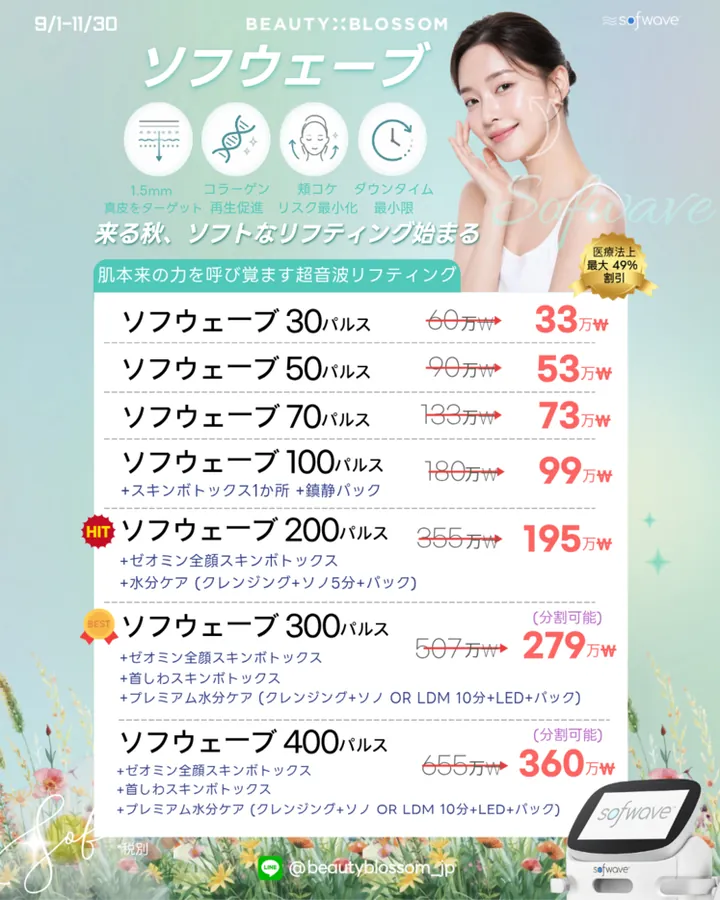 9/1-11/30
BEAUTY BLOSSOM
sofwave
ソフウェーブ
1.5mm
真皮をターゲット
コラーゲン
再生促進
頬コケ
リスク最小化
ダウンタイム
最小限
Sofwave
来る秋、ソフトなリフティング始まる
医療法上
最大 49%
割引
肌本来の力を呼び覚ます超音波リフティング
ソフウェーブ 30パルス 60万₩ 33万₩
ソフウェーブ 50パルス 90万₩ 53万₩
ソフウェーブ 70パルス 133万₩ 73万₩
ソフウェーブ 100パルス 180万₩ 99万₩
+スキンボトックス1か所 +鎮静パック
HIT
ソフウェーブ 200パルス 355万₩ 195万₩
+ゼオミン全顔スキンボトックス
+水分ケア (クレンジング+ソノ5分+パック)
BEST
(分割可能)
ソフウェーブ 300パルス 507万₩ 279万₩
+ゼオミン全顔スキンボトックス
+首しわスキンボトックス
+プレミアム水分ケア (クレンジング+ソノ OR LDM 10分+LED+パック)
(分割可能)
ソフウェーブ 400パルス 655万₩ 360万₩
+ゼオミン全顔スキンボトックス
+首しわスキンボトックス
+プレミアム水分ケア (クレンジング+ソノ OR LDM 10分+LED+パック)
sofwave
sofwave
Sof
*税別
LINE
@beautyblossom_jp